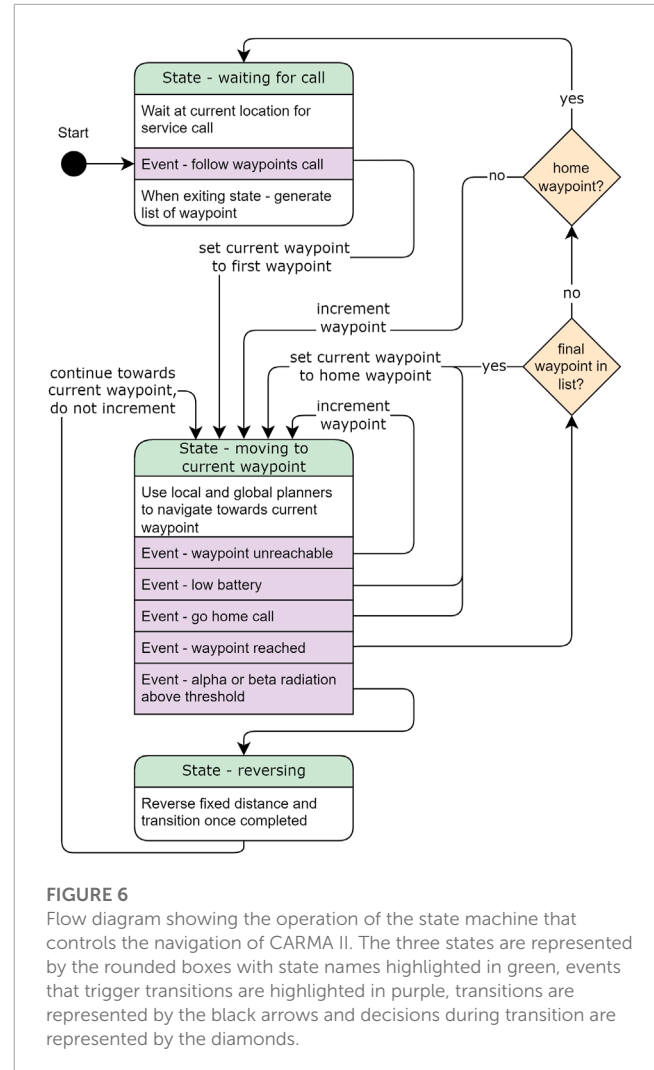 State - waiting for call
Wait at current location for
service call
Start
Event - follow waypoints call
When exiting state - generate
list of waypoint
yes
home
waypoint?
no
set current waypoint
to first waypoint
no
increment
waypoint
final
waypoint in
list?
yes
set current waypoint
to home waypoint
continue towards
current waypoint,
do not increment
increment
waypoint
State - moving to
current waypoint
Use local and global planners
to navigate towards current
waypoint
Event - waypoint unreachable
Event - low battery
Event - go home call
Event - waypoint reached
Event - alpha or beta radiation
above threshold
State - reversing
Reverse fixed distance and
transition once completed
FIGURE 6
Flow diagram showing the operation of the state machine that
controls the navigation of CARMA II. The three states are represented
by the rounded boxes with state names highlighted in green, events
that trigger transitions are highlighted in purple, transitions are
represented by the black arrows and decisions during transition are
represented by the diamonds.